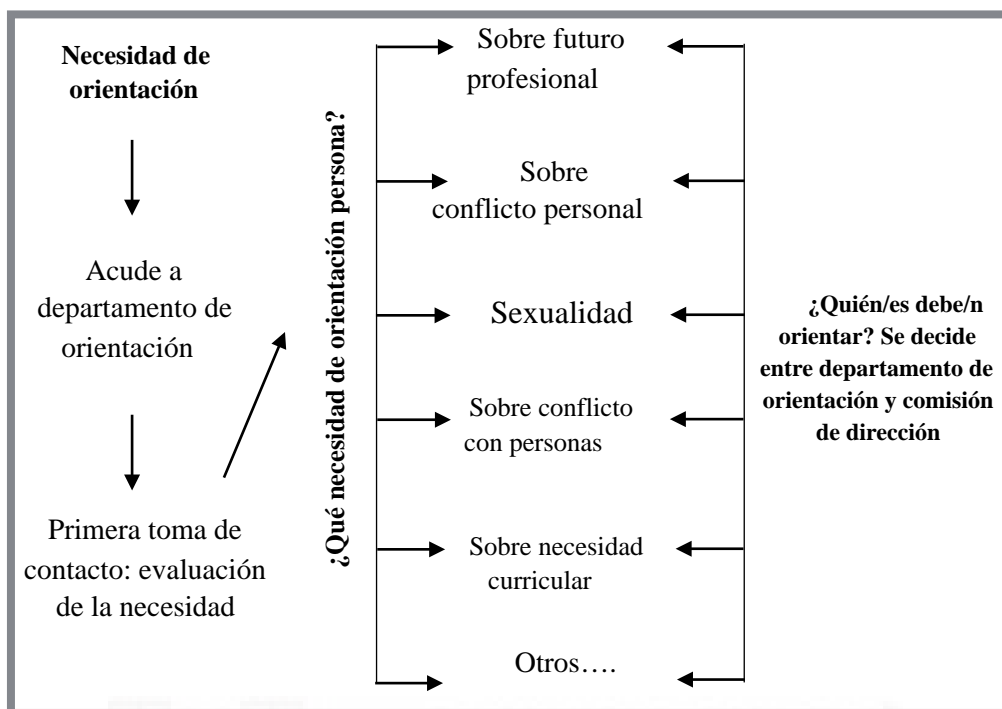 Necesidad de
orientación
Acude a
departamento de
orientación
Primera toma de
contacto: evaluación
de la necesidad
¿Qué necesidad de orientación persona?
Sobre futuro
profesional
Sobre
conflicto personal
Sexualidad
Sobre conflicto
con personas
Sobre necesidad
curricular
Otros….
¿Quién/es debe/n
orientar? Se decide
entre departamento de
orientación y comisión
de dirección